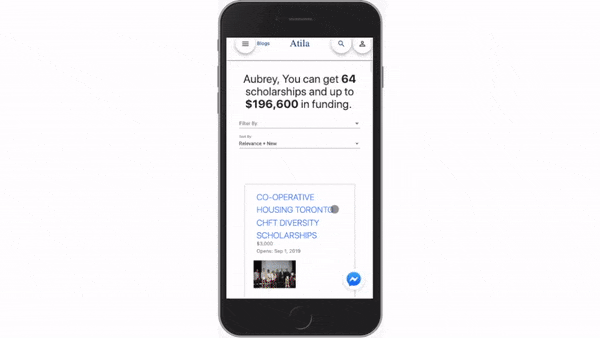 Blogs Atila
Aubrey, You can get 64
scholarships and up to
$196,600 in funding.
Filter By
Sort By
Relevance + New
CO-OPERATIVE
HOUSING TORONTO
CHFT DIVERSITY
SCHOLARSHIPS
$3,000
Opens: Sep 1, 2019